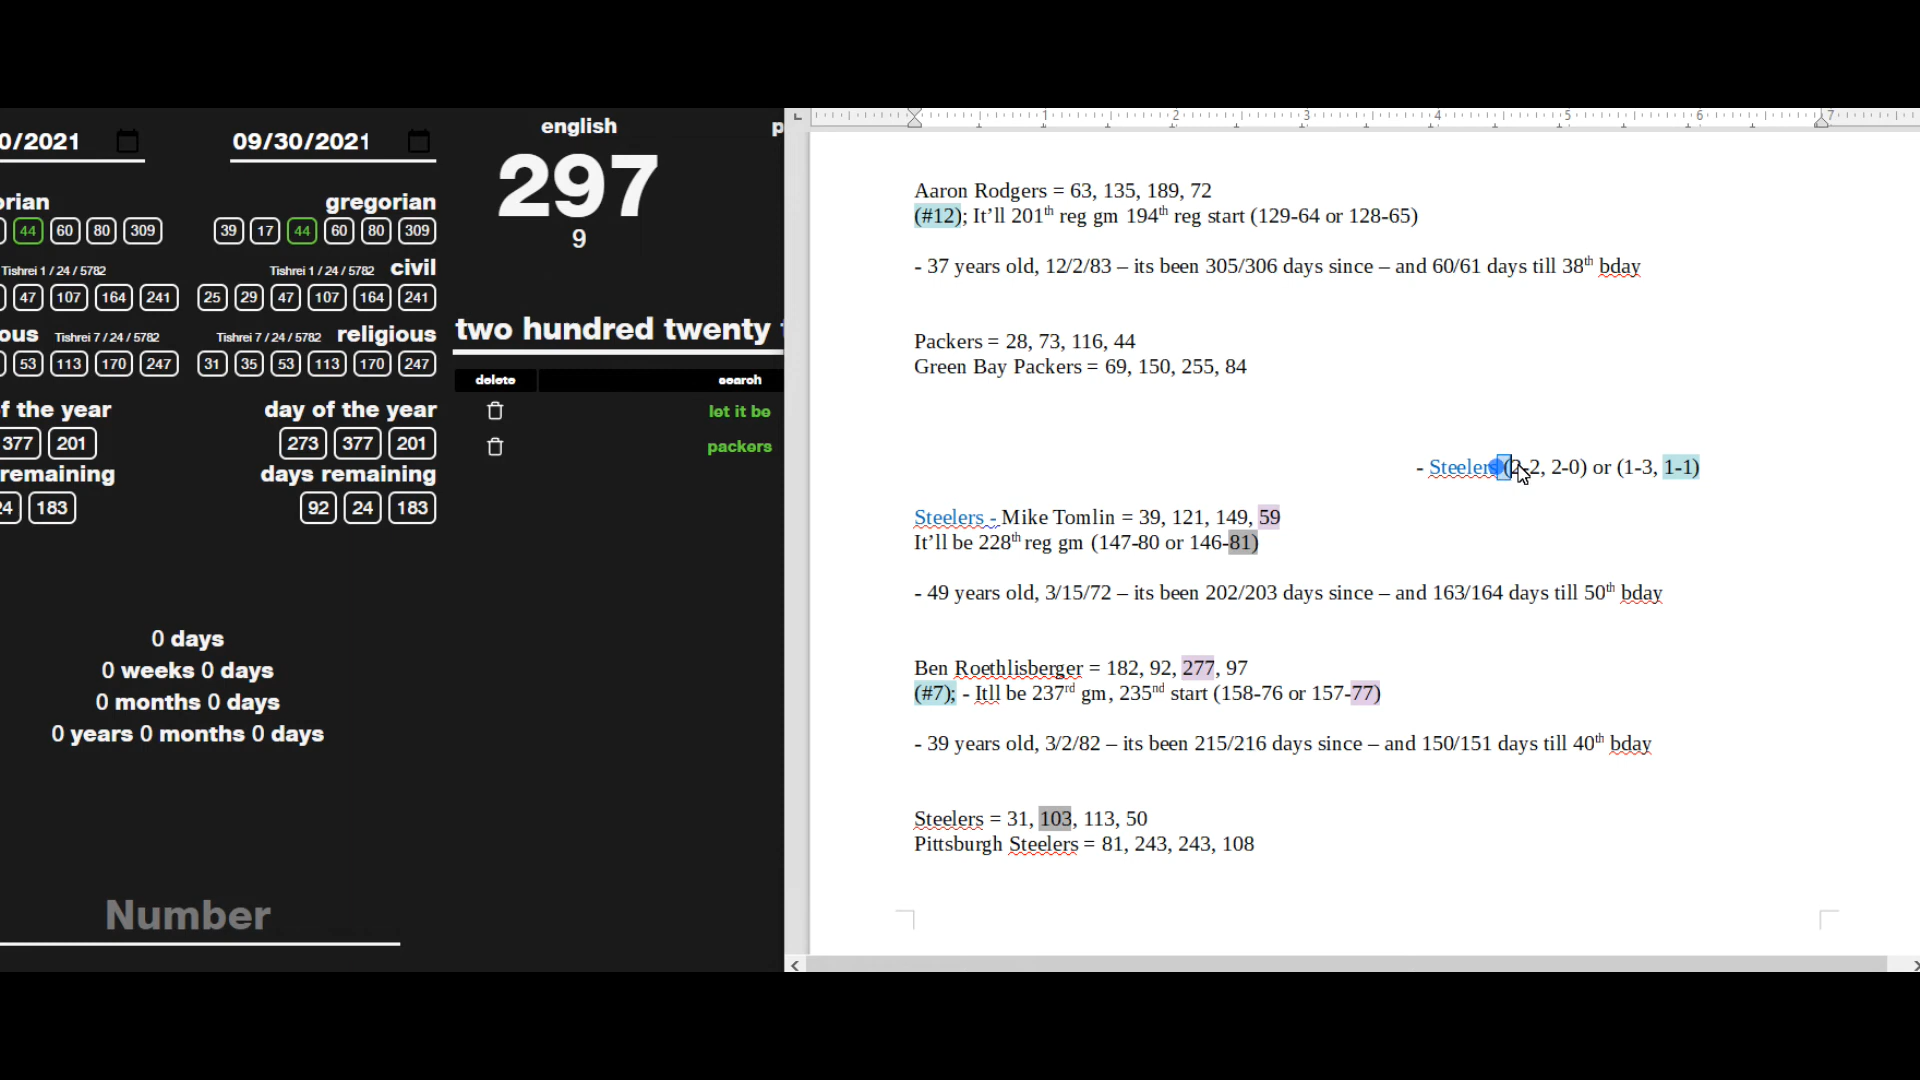 0/2021
09/30/2021
orian
gregorian
44 60 80 309
39 17 44 60 80 309
Tishrei 1 / 24 / 5782
Tishrei 1 / 24 / 5782 civil
47 107 164 241
25 29 47 107 164 241
ous Tishrei 7 / 24 / 5782
Tishrei 7 / 24 / 5782 religious
53 113 170 247
31 35 53 113 170 247
f the year
day of the year
377 201
273 377 201
remaining
days remaining
24 183
92 24 183
0 days
0 weeks 0 days
0 months 0 days
0 years 0 months 0 days
Number
english
p
297
9
two hundred twenty
delete search
let it be
packers
1 2 3 4 5 6 7
Aaron Rodgers = 63, 135, 189, 72
(#12); It’ll 201th reg gm 194th reg start (129-64 or 128-65)
- 37 years old, 12/2/83 – its been 305/306 days since – and 60/61 days till 38th bday
Packers = 28, 73, 116, 44
Green Bay Packers = 69, 150, 255, 84
- Steelers (2-2, 2-0) or (1-3, 1-1)
Steelers - Mike Tomlin = 39, 121, 149, 59
It’ll be 228th reg gm (147-80 or 146-81)
- 49 years old, 3/15/72 – its been 202/203 days since – and 163/164 days till 50th bday
Ben Roethlisberger = 182, 92, 277, 97
(#7); - Itll be 237rd gm, 235nd start (158-76 or 157-77)
- 39 years old, 3/2/82 – its been 215/216 days since – and 150/151 days till 40th bday
Steelers = 31, 103, 113, 50
Pittsburgh Steelers = 81, 243, 243, 108